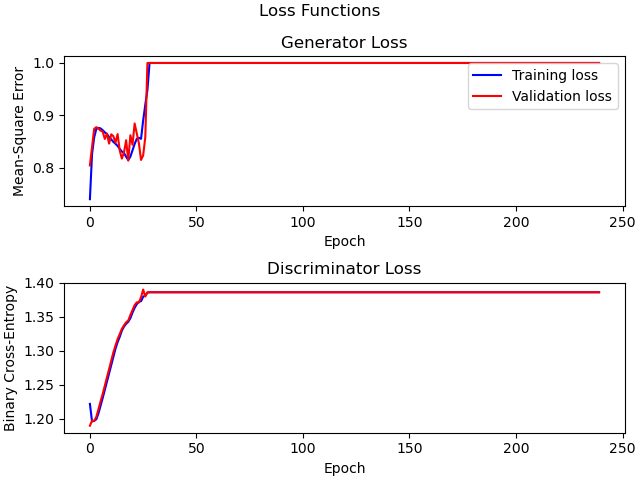 Loss Functions
Generator Loss
Mean-Square Error
1.0
0.9
0.8
Training loss
Validation loss
0 50 100 150 200 250
Epoch
Discriminator Loss
Binary Cross-Entropy
1.40
1.35
1.30
1.25
1.20
0 50 100 150 200 250
Epoch